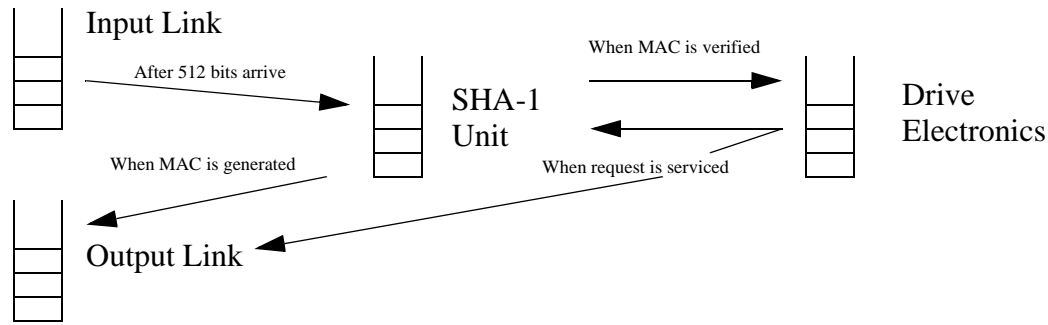 Input Link
When MAC is verified
After 512 bits arrive
SHA-1
Unit
Drive
Electronics
When MAC is generated
When request is serviced
Output Link